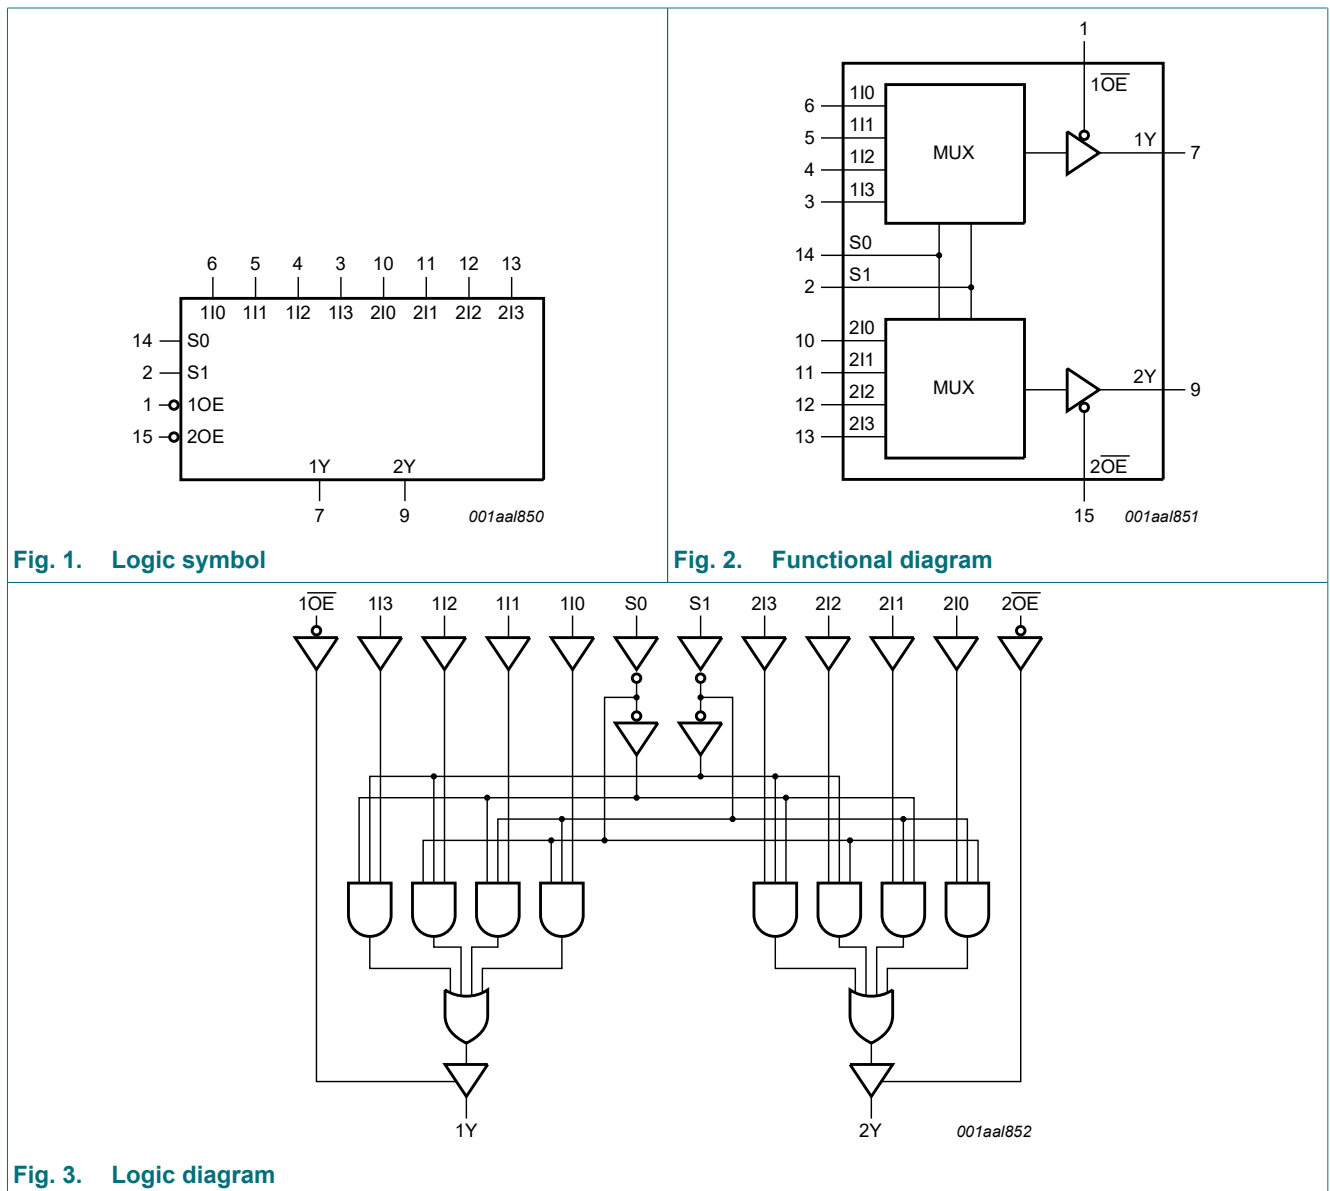 6 5 4 3 10 11 12 13
1I0 1I1 1I2 1I3 2I0 2I1 2I2 2I3
14 S0
2 S1
1 1OE
15 2OE
1Y 2Y
7 9
001aal850
Fig. 1. Logic symbol
1
1O̅E̅
6 1I0
5 1I1
4 1I2
3 1I3
MUX
1Y 7
14 S0
2 S1
10 2I0
11 2I1
12 2I2
13 2I3
MUX
2Y 9
2O̅E̅
15
001aal851
Fig. 2. Functional diagram
1O̅E̅ 1I3 1I2 1I1 1I0 S0 S1 2I3 2I2 2I1 2I0 2O̅E̅
1Y 2Y
001aal852
Fig. 3. Logic diagram